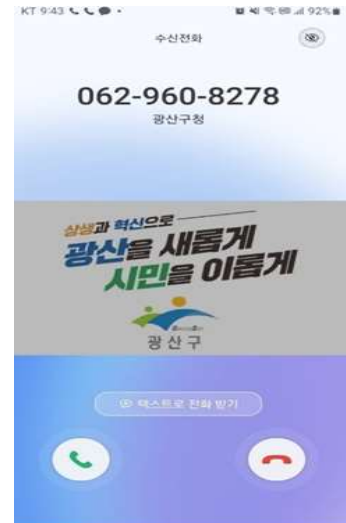 KT 9:43
92%
수신전화
062-960-8278
광산구청
상생과 혁신으로
광산을 새롭게
시민을 이롭게
광산구
텍스트로 전화 받기